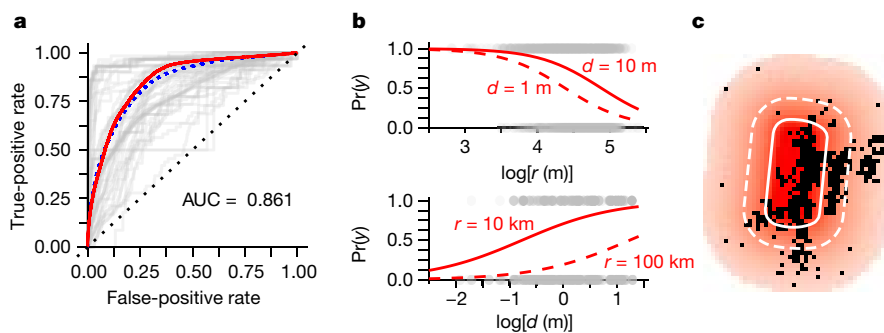 a
True-positive rate
1.00
0.75
0.50
0.25
0.00
AUC = 0.861
0.00 0.25 0.50 0.75 1.00
False-positive rate
b
Pr(y)
1.0
0.5
0.0
d = 10 m
d = 1 m
3 4 5
log[r (m)]
Pr(y)
1.0
0.5
0.0
r = 10 km
r = 100 km
−2 −1 0 1
log[d (m)]
c